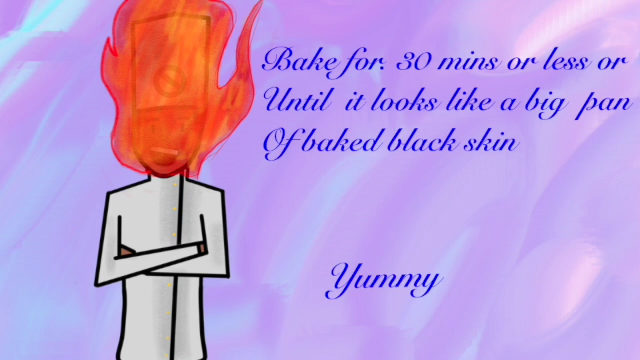 Bake for 30 mins or less or
Until it looks like a big pan
Of baked black skin
Yummy